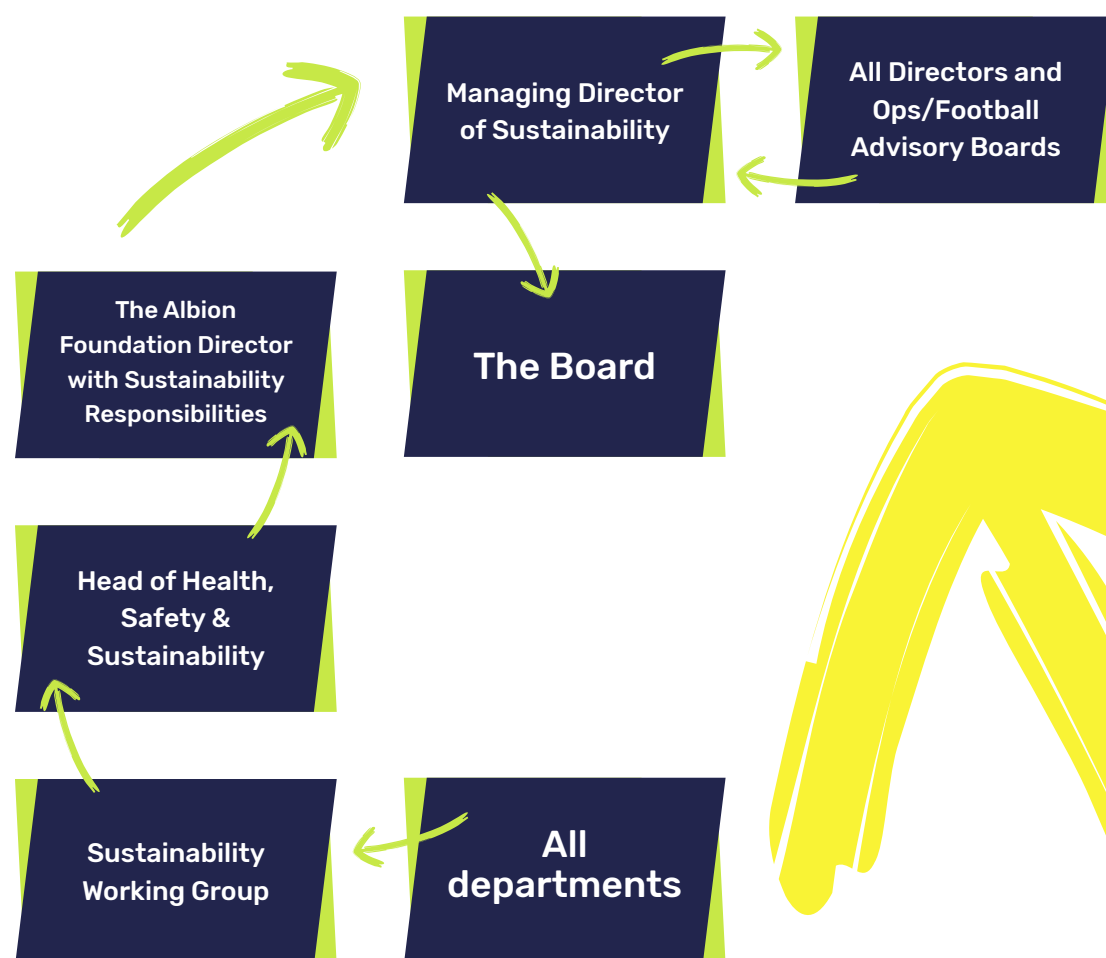 Managing Director
of Sustainability
All Directors and
Ops/Football
Advisory Boards
The Albion
Foundation Director
with Sustainability
Responsibilities
The Board
Head of Health,
Safety &
Sustainability
Sustainability
Working Group
All
departments